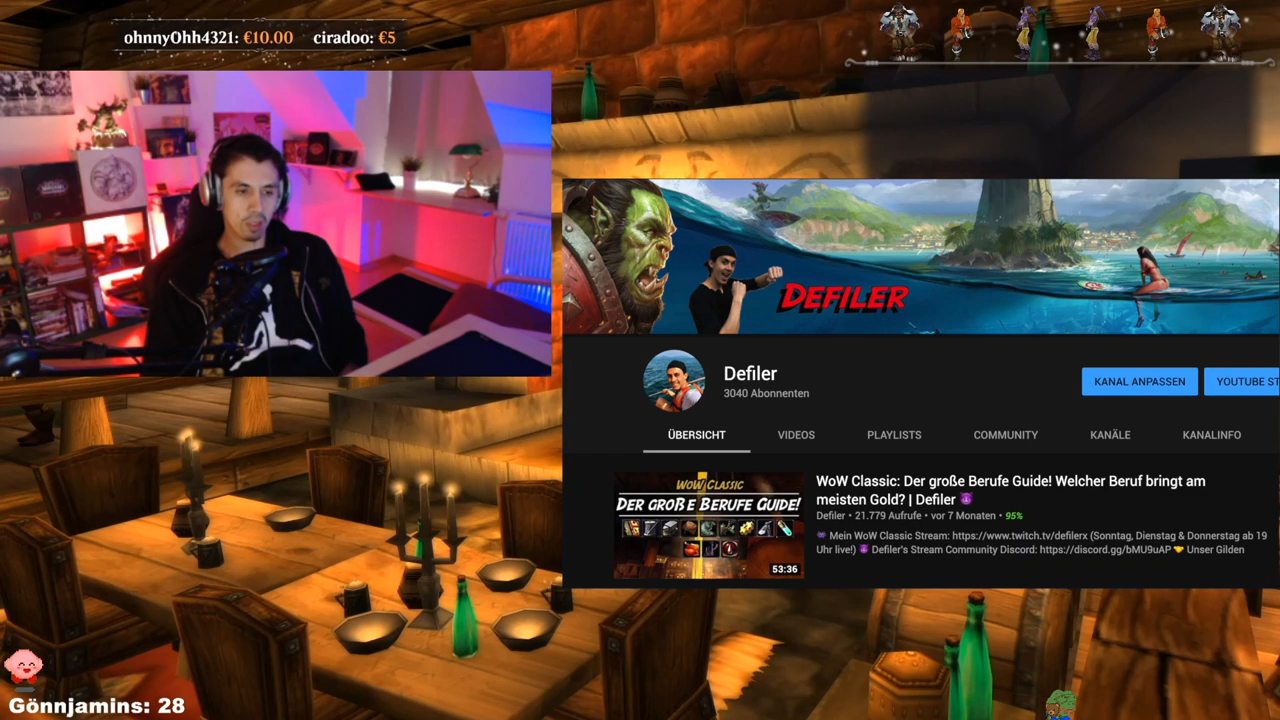 ohnnyOhh4321: €10.00 ciradoo: €5
DEFILER
Defiler
3040 Abonnenten
KANAL ANPASSEN
YOUTUBE ST
ÜBERSICHT
VIDEOS
PLAYLISTS
COMMUNITY
KANÄLE
KANALINFO
WOW CLASSIC
DER GROßE BERUFE GUIDE!
53:36
WoW Classic: Der große Berufe Guide! Welcher Beruf bringt am
meisten Gold? | Defiler 😈
Defiler • 21.779 Aufrufe • vor 7 Monaten • 95%
👾 Mein WoW Classic Stream: https://www.twitch.tv/defilerx (Sonntag, Dienstag & Donnerstag ab 19
Uhr live!) 😈 Defiler's Stream Community Discord: https://discord.gg/bMU9uAP 🤝 Unser Gilden
Gönnjamins: 28